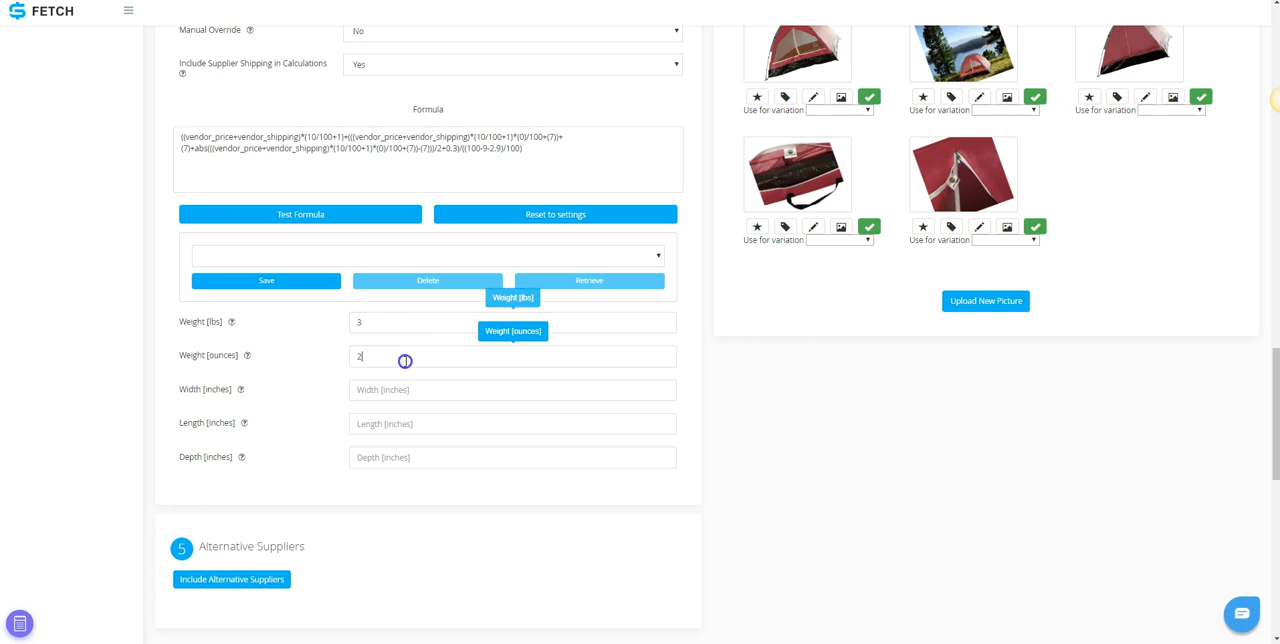 FETCH
Manual Override
No
Include Supplier Shipping in Calculations
Yes
Formula
((vendor_price+vendor_shipping)*(10/100+1)+(((vendor_price+vendor_shipping)*(10/100+1)*(0)/100+(7))+
(7)+abs(((vendor_price+vendor_shipping)*(10/100+1)*(0)/100+(7))-(7)))/2+0.3)/((100-9-2.9)/100)
Test Formula
Reset to settings
Save
Delete
Retrieve
Weight [lbs]
Weight [lbs]
3
Weight [ounces]
Weight [ounces]
2
Width [inches]
Width [inches]
Length [inches]
Length [inches]
Depth [inches]
Depth [inches]
5 Alternative Suppliers
Include Alternative Suppliers
Use for variation
Use for variation
Use for variation
Use for variation
Use for variation
Upload New Picture